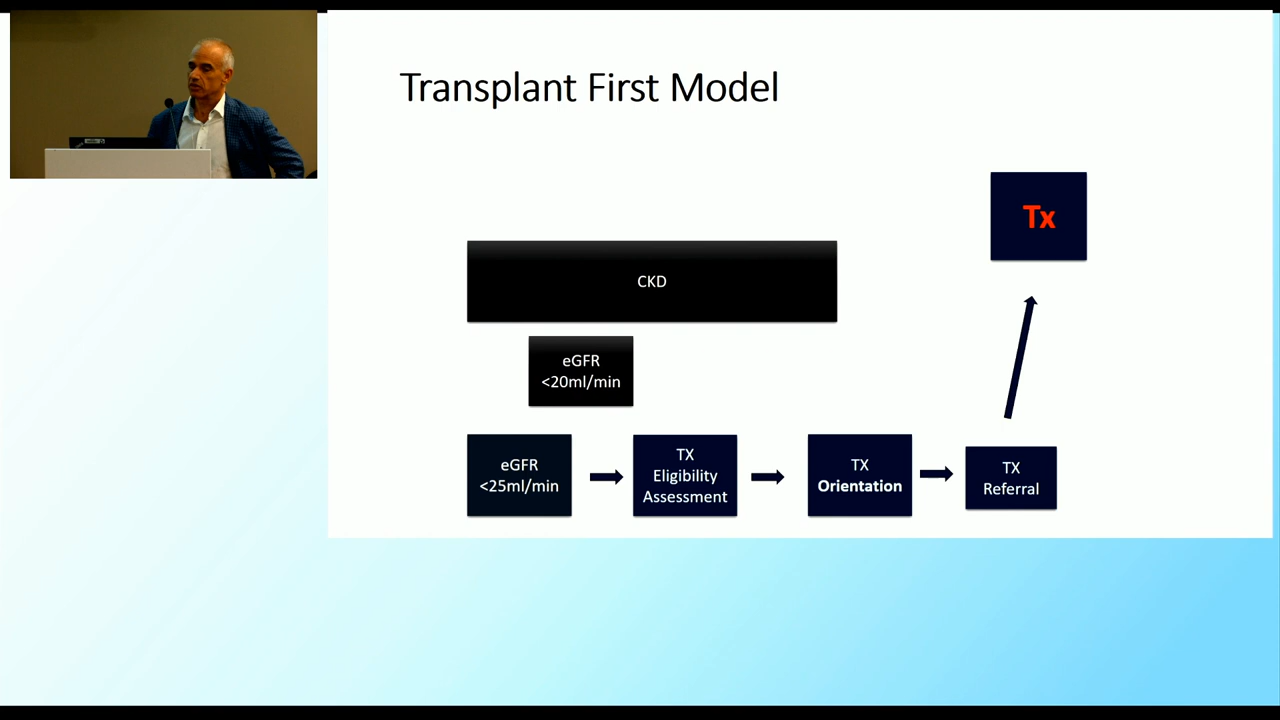 Transplant First Model
Tx
CKD
eGFR
<20ml/min
eGFR
<25ml/min
TX
Eligibility
Assessment
TX
Orientation
TX
Referral